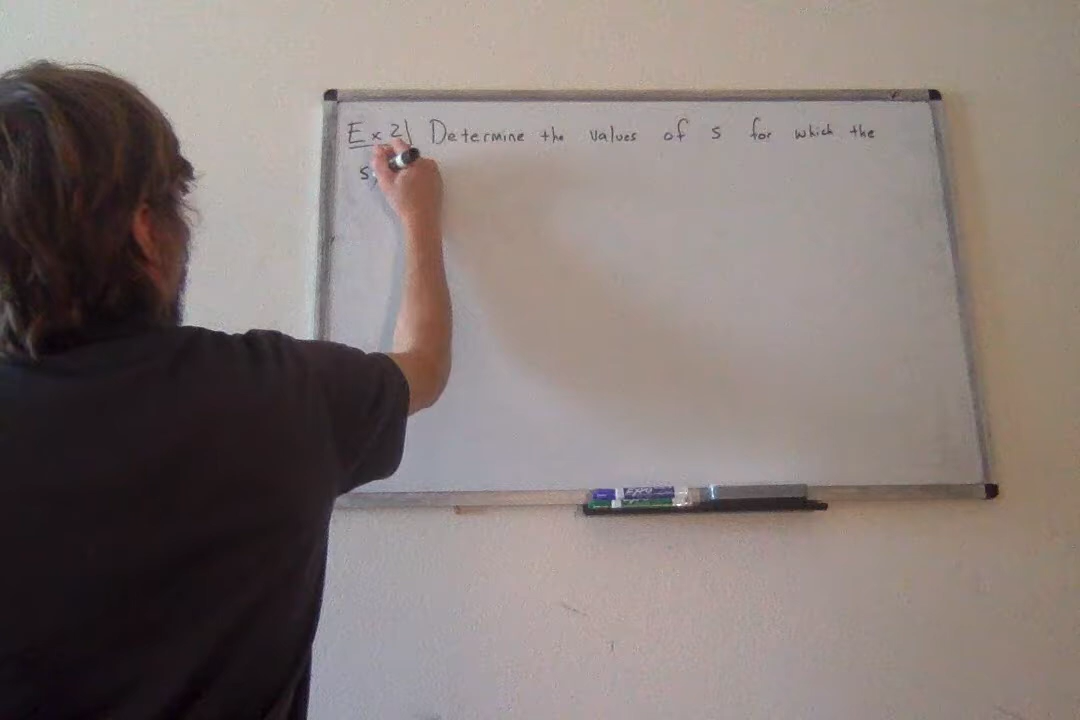 Ex 2| Determine the values of s for which the